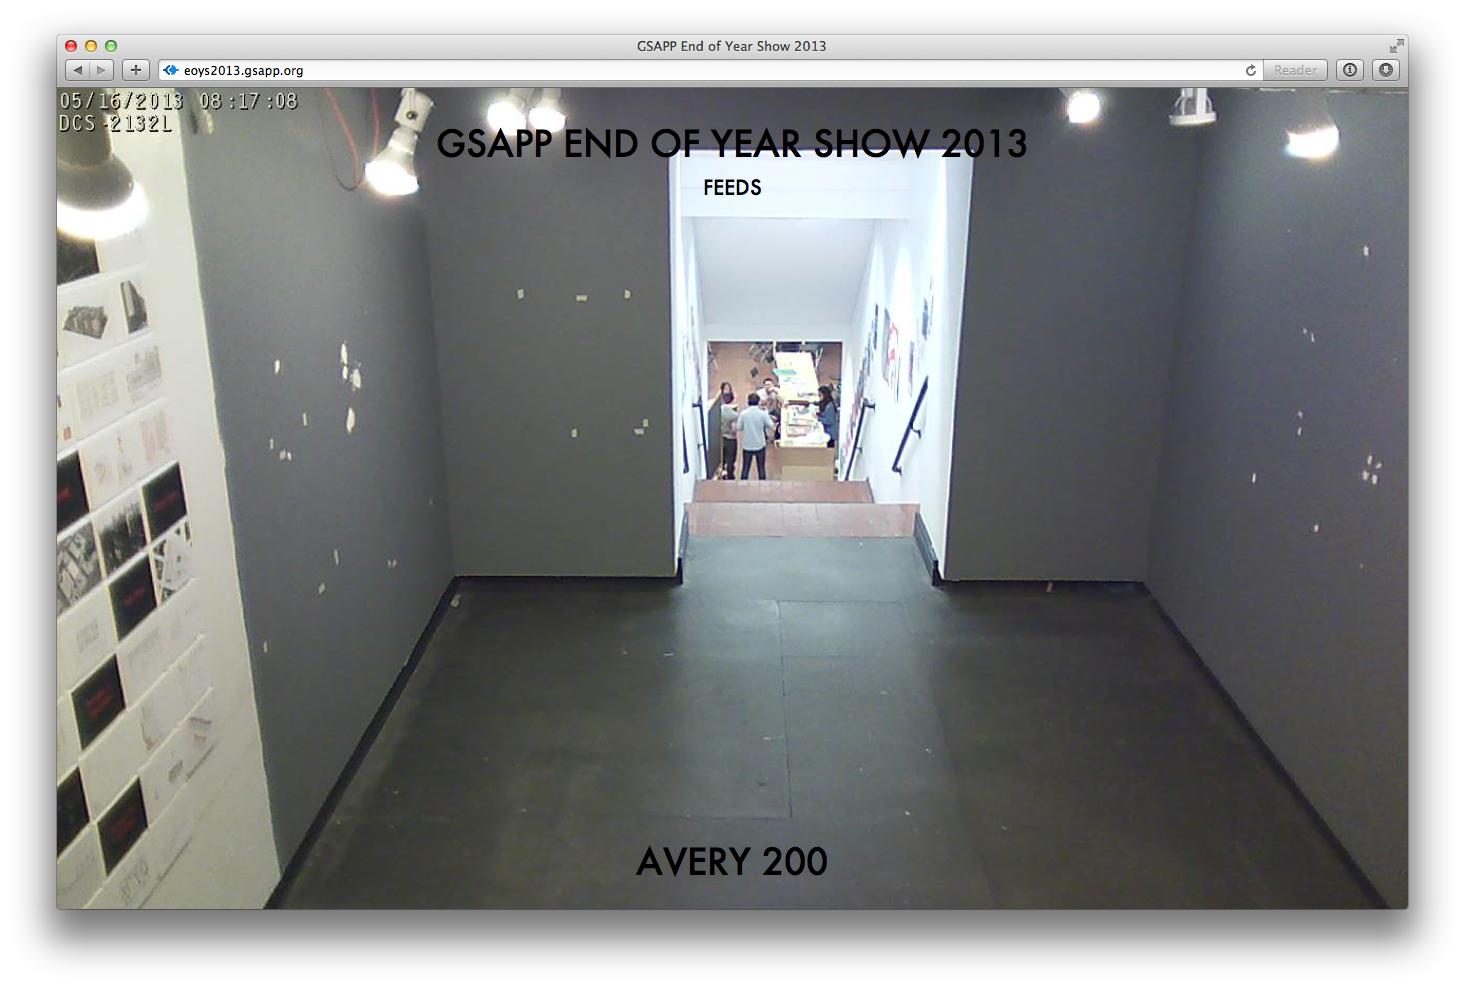 GSAPP End of Year Show 2013
eoys2013.gsapp.org
Reader
05/16/2013 08:17:08
DCS-2132L
GSAPP END OF YEAR SHOW 2013
FEEDS
AVERY 200